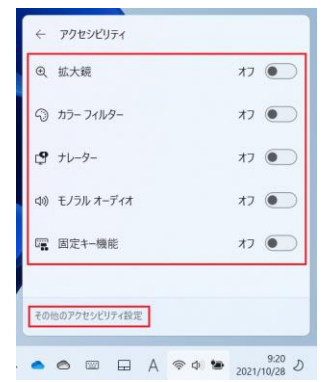 ← アクセシビリティ
拡大鏡 オフ
カラー フィルター オフ
ナレーター オフ
モノラル オーディオ オフ
固定キー機能 オフ
その他のアクセシビリティ設定
A 9:20
2021/10/28